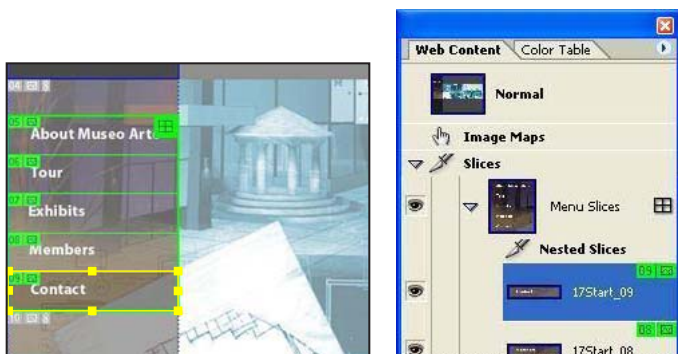 04
05
About Museo Arte
06
Tour
07
Exhibits
08
Members
09
Contact
10
Web Content
Color Table
Normal
Image Maps
Slices
Menu Slices
Nested Slices
09
17Start_09
08
17Start_08